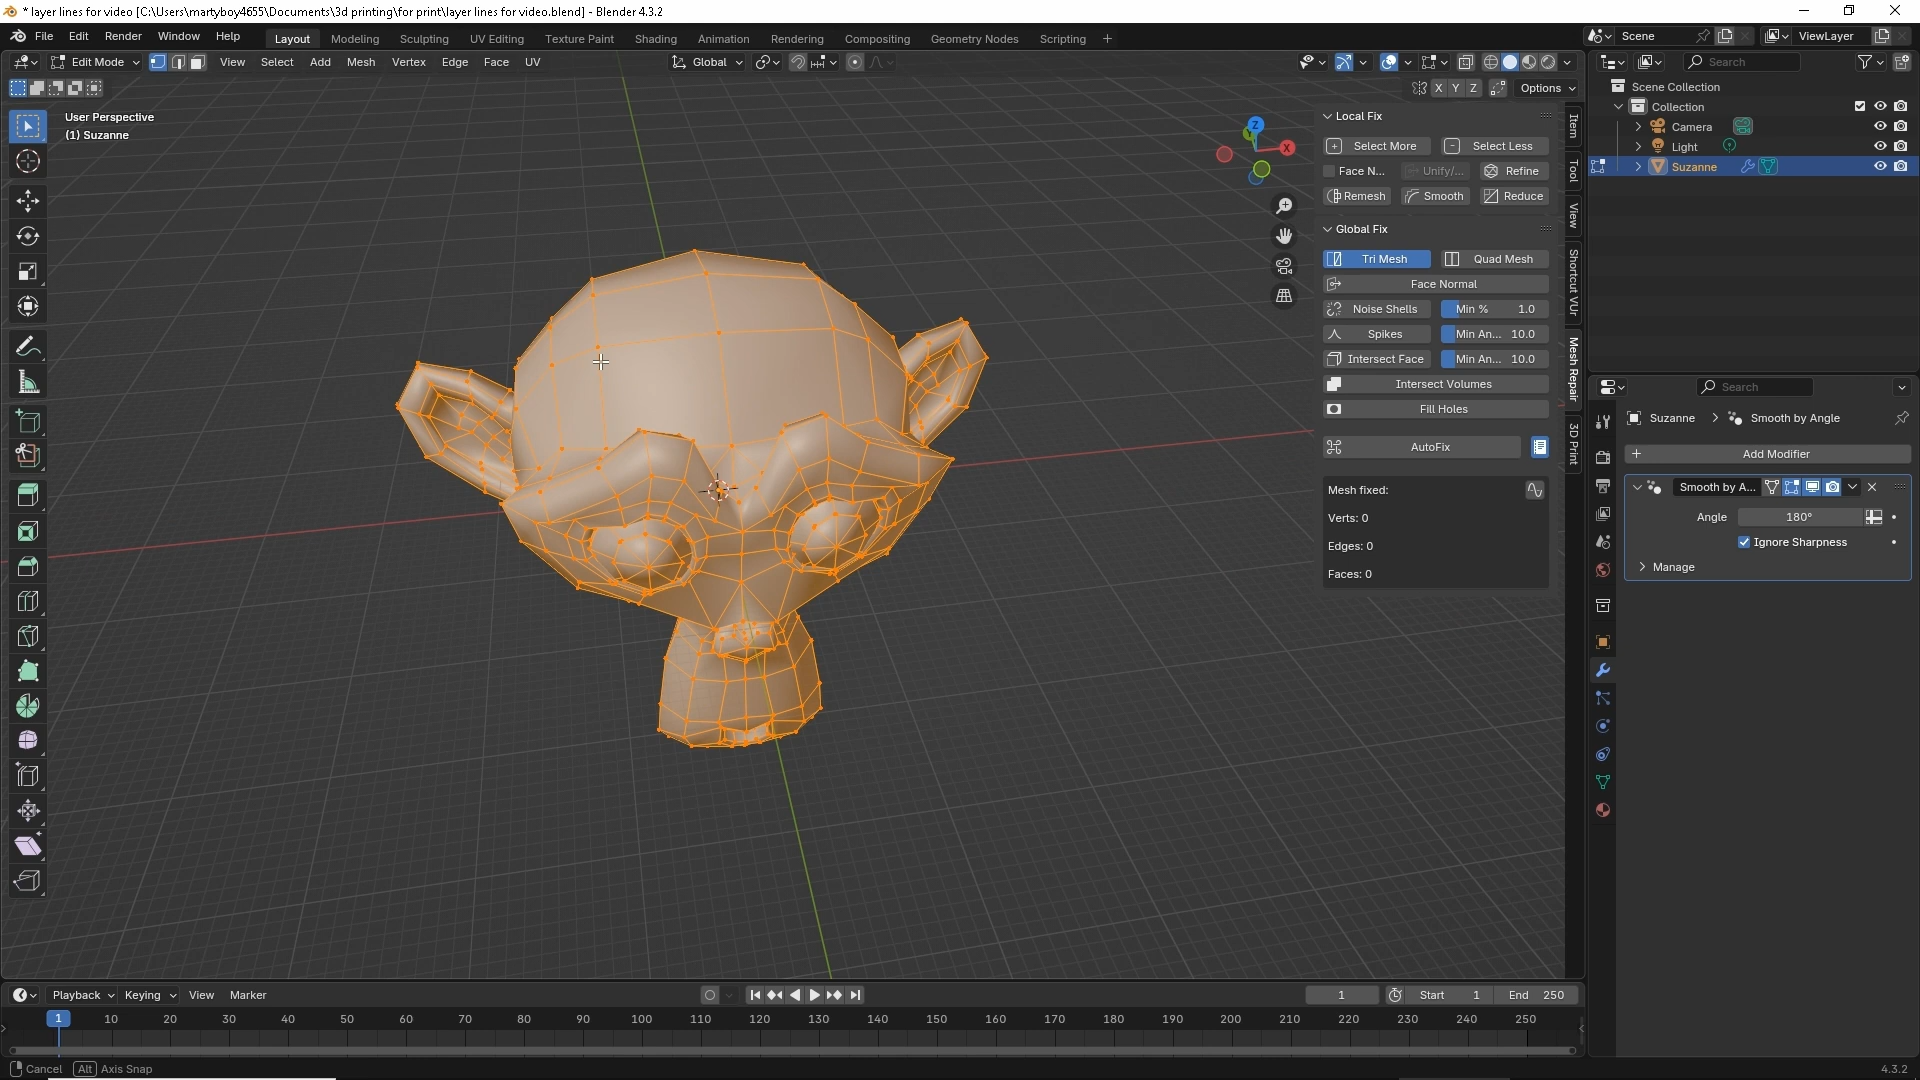 * layer lines for video [C:\Users\martyboy4655\Documents\3d printing\for print\layer lines for video.blend] - Blender 4.3.2
File Edit Render Window Help Layout Modeling Sculpting UV Editing Texture Paint Shading Animation Rendering Compositing Geometry Nodes Scripting + Scene ViewLayer
Edit Mode View Select Add Mesh Vertex Edge Face UV Global Search
X Y Z Options
User Perspective
(1) Suzanne
Z
Y
X
Local Fix
Select More Select Less
Face N... Unify/... Refine
Remesh Smooth Reduce
Global Fix
Tri Mesh Quad Mesh
Face Normal
Noise Shells Min % 1.0
Spikes Min An... 10.0
Intersect Face Min An... 10.0
Intersect Volumes
Fill Holes
AutoFix
Mesh fixed:
Verts: 0
Edges: 0
Faces: 0
Item
Tool
View
Shortcut VUr
Mesh Repair
3D Print
Scene Collection
Collection
Camera
Light
Suzanne
Search
Suzanne > Smooth by Angle
+ Add Modifier
Smooth by A...
Angle 180°
Ignore Sharpness
Manage
Playback Keying View Marker 1 Start 1 End 250
1 10 20 30 40 50 60 70 80 90 100 110 120 130 140 150 160 170 180 190 200 210 220 230 240 250
Cancel Alt Axis Snap 4.3.2